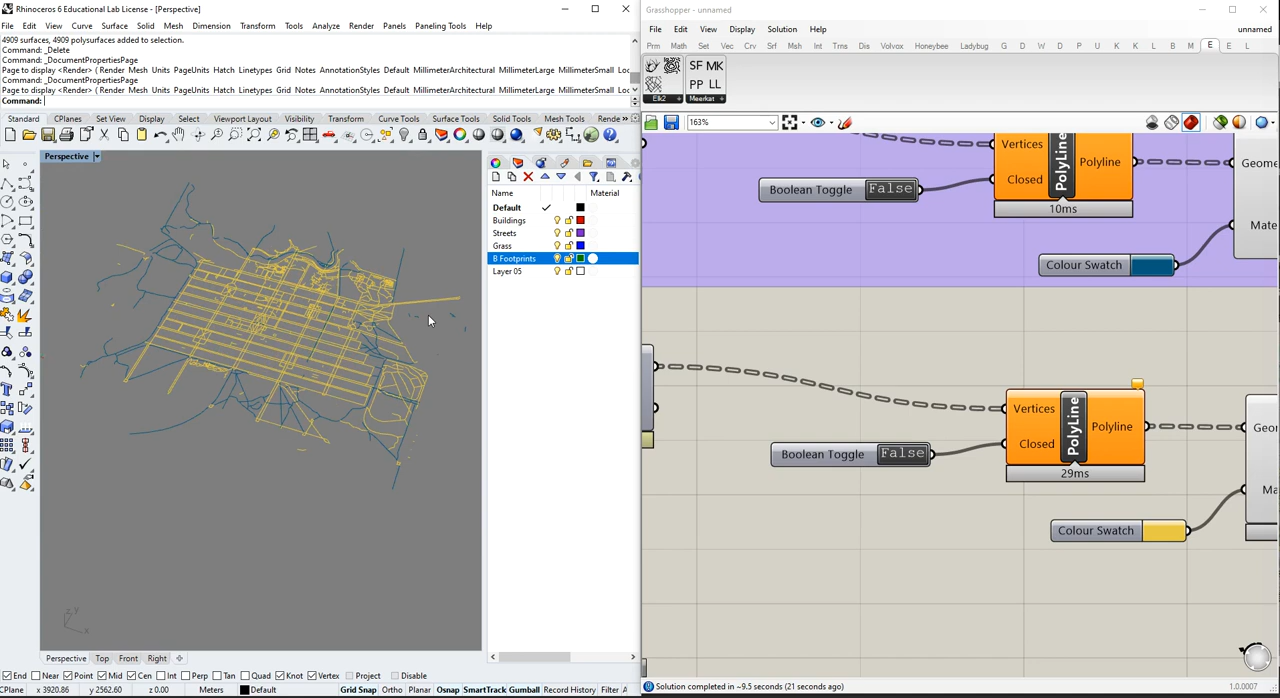 Rhinoceros 6 Educational Lab License - [Perspective]
File Edit View Curve Surface Solid Mesh Dimension Transform Tools Analyze Render Panels Paneling Tools Help
4909 surfaces, 4909 polysurfaces added to selection.
Command: _Delete
Command: _DocumentPropertiesPage
Page to display <Render> ( Render Mesh Units PageUnits Hatch Linetypes Grid Notes AnnotationStyles Default MillimeterArchitectural MillimeterLarge MillimeterSmall Loc
Command: _DocumentPropertiesPage
Page to display <Render> ( Render Mesh Units PageUnits Hatch Linetypes Grid Notes AnnotationStyles Default MillimeterArchitectural MillimeterLarge MillimeterSmall Loc
Command:
Standard CPlanes Set View Display Select Viewport Layout Visibility Transform Curve Tools Surface Tools Solid Tools Mesh Tools Rende
Perspective
Name Material
Default
Buildings
Streets
Grass
B Footprints
Layer 05
z y
x
Perspective Top Front Right
End Near Point Mid Cen Int Perp Tan Quad Knot Vertex Project Disable
CPlane x 3920.86 y 2562.60 z 0.00 Meters Default Grid Snap Ortho Planar Osnap SmartTrack Gumball Record History Filter
Grasshopper - unnamed
File Edit View Display Solution Help unnamed
Prm Math Set Vec Crv Srf Msh Int Trns Dis Volvox Honeybee Ladybug G D W D P U K K L B M E E L
SF MK
PP LL
Elk2 Meerkat
163%
Vertices PolyLine Polyline
Closed
Boolean Toggle False
10ms
Geome
Mate
Colour Swatch
Vertices PolyLine Polyline
Closed
Boolean Toggle False
29ms
Geor
Ma
Colour Swatch
Solution completed in ~9.5 seconds (21 seconds ago)
1.0.0007